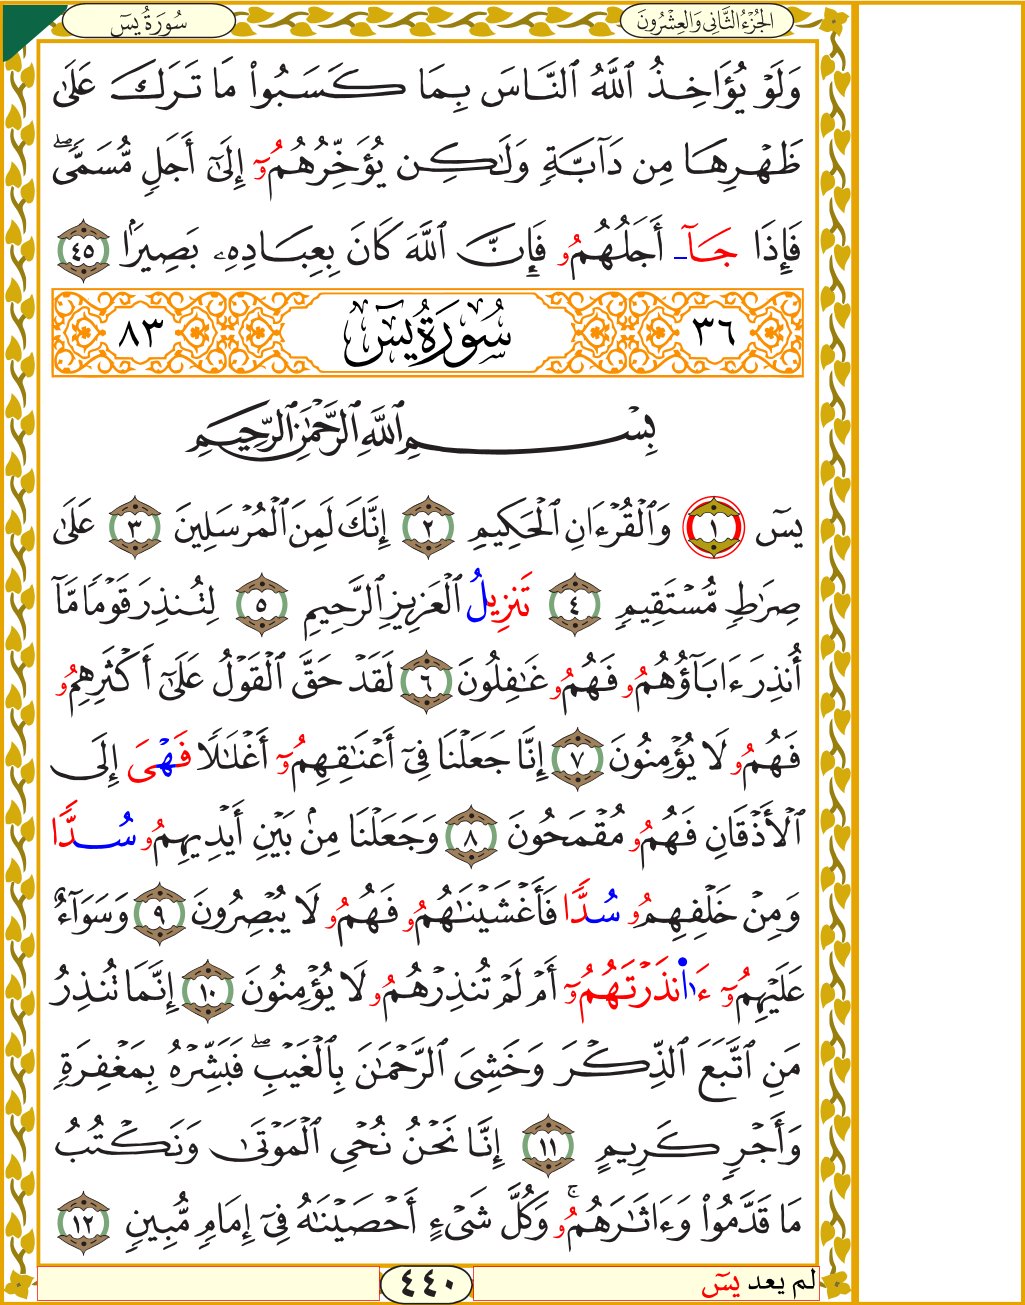 سُورَةُ يسٓ
الجُزْءُ الثَّانِي وَالعِشْرُونَ
وَلَوْ يُؤَاخِذُ ٱللَّهُ ٱلنَّاسَ بِمَا كَسَبُواْ مَا تَرَكَ عَلَىٰ
ظَهْرِهَا مِن دَآبَّةٖ وَلَٰكِن يُؤَخِّرُهُمُۥٓ إِلَىٰٓ أَجَلٖ مُّسَمّٗىۖ
فَإِذَا جَآ أَجَلُهُمُۥ فَإِنَّ ٱللَّهَ كَانَ بِعِبَادِهِۦ بَصِيرَۢا ٤٥
٣٦ سُورَةُ يسٓ ٨٣
بِسْمِ ٱللَّهِ ٱلرَّحْمَٰنِ ٱلرَّحِيمِ
يسٓ ١ وَٱلْقُرْءَانِ ٱلْحَكِيمِ ٢ إِنَّكَ لَمِنَ ٱلْمُرْسَلِينَ ٣ عَلَىٰ
صِرَٰطٖ مُّسْتَقِيمٖ ٤ تَنزِيلُ ٱلْعَزِيزِ ٱلرَّحِيمِ ٥ لِتُنذِرَ قَوْمٗا مَّآ
أُنذِرَ ءَابَآؤُهُمُۥ فَهُمُۥ غَٰفِلُونَ ٦ لَقَدْ حَقَّ ٱلْقَوْلُ عَلَىٰٓ أَكْثَرِهِمُۥ
فَهُمُۥ لَا يُؤْمِنُونَ ٧ إِنَّا جَعَلْنَا فِيٓ أَعْنَٰقِهِمُۥٓ أَغْلَٰلٗا فَهْيَ إِلَى
ٱلْأَذْقَانِ فَهُمُۥ مُقْمَحُونَ ٨ وَجَعَلْنَا مِنۢ بَيْنِ أَيْدِيهِمُۥ سُدّٗا
وَمِنْ خَلْفِهِمُۥ سُدّٗا فَأَغْشَيْنَٰهُمُۥ فَهُمُۥ لَا يُبْصِرُونَ ٩ وَسَوَآءٌ
عَلَيْهِمُۥٓ ءَا۬نذَرْتَهُمُۥٓ أَمْ لَمْ تُنذِرْهُمُۥ لَا يُؤْمِنُونَ ١٠ إِنَّمَا تُنذِرُ
مَنِ ٱتَّبَعَ ٱلذِّكْرَ وَخَشِيَ ٱلرَّحْمَٰنَ بِٱلْغَيْبِۖ فَبَشِّرْهُ بِمَغْفِرَةٖ
وَأَجْرٖ كَرِيمٍ ١١ إِنَّا نَحْنُ نُحْيِ ٱلْمَوْتَىٰ وَنَكْتُبُ
مَا قَدَّمُواْ وَءَاثَٰرَهُمُۥۚ وَكُلَّ شَيْءٍ أَحْصَيْنَٰهُ فِيٓ إِمَامٖ مُّبِينٖ ١٢
لم يعد يسٓ
٤٤٠